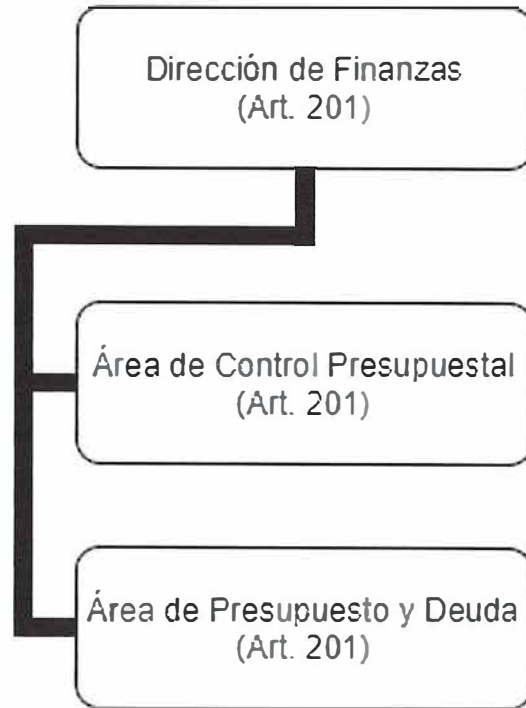 Dirección de Finanzas
(Art. 201)
Área de Control Presupuestal
(Art. 201)
Área de Presupuesto y Deuda
(Art. 201)